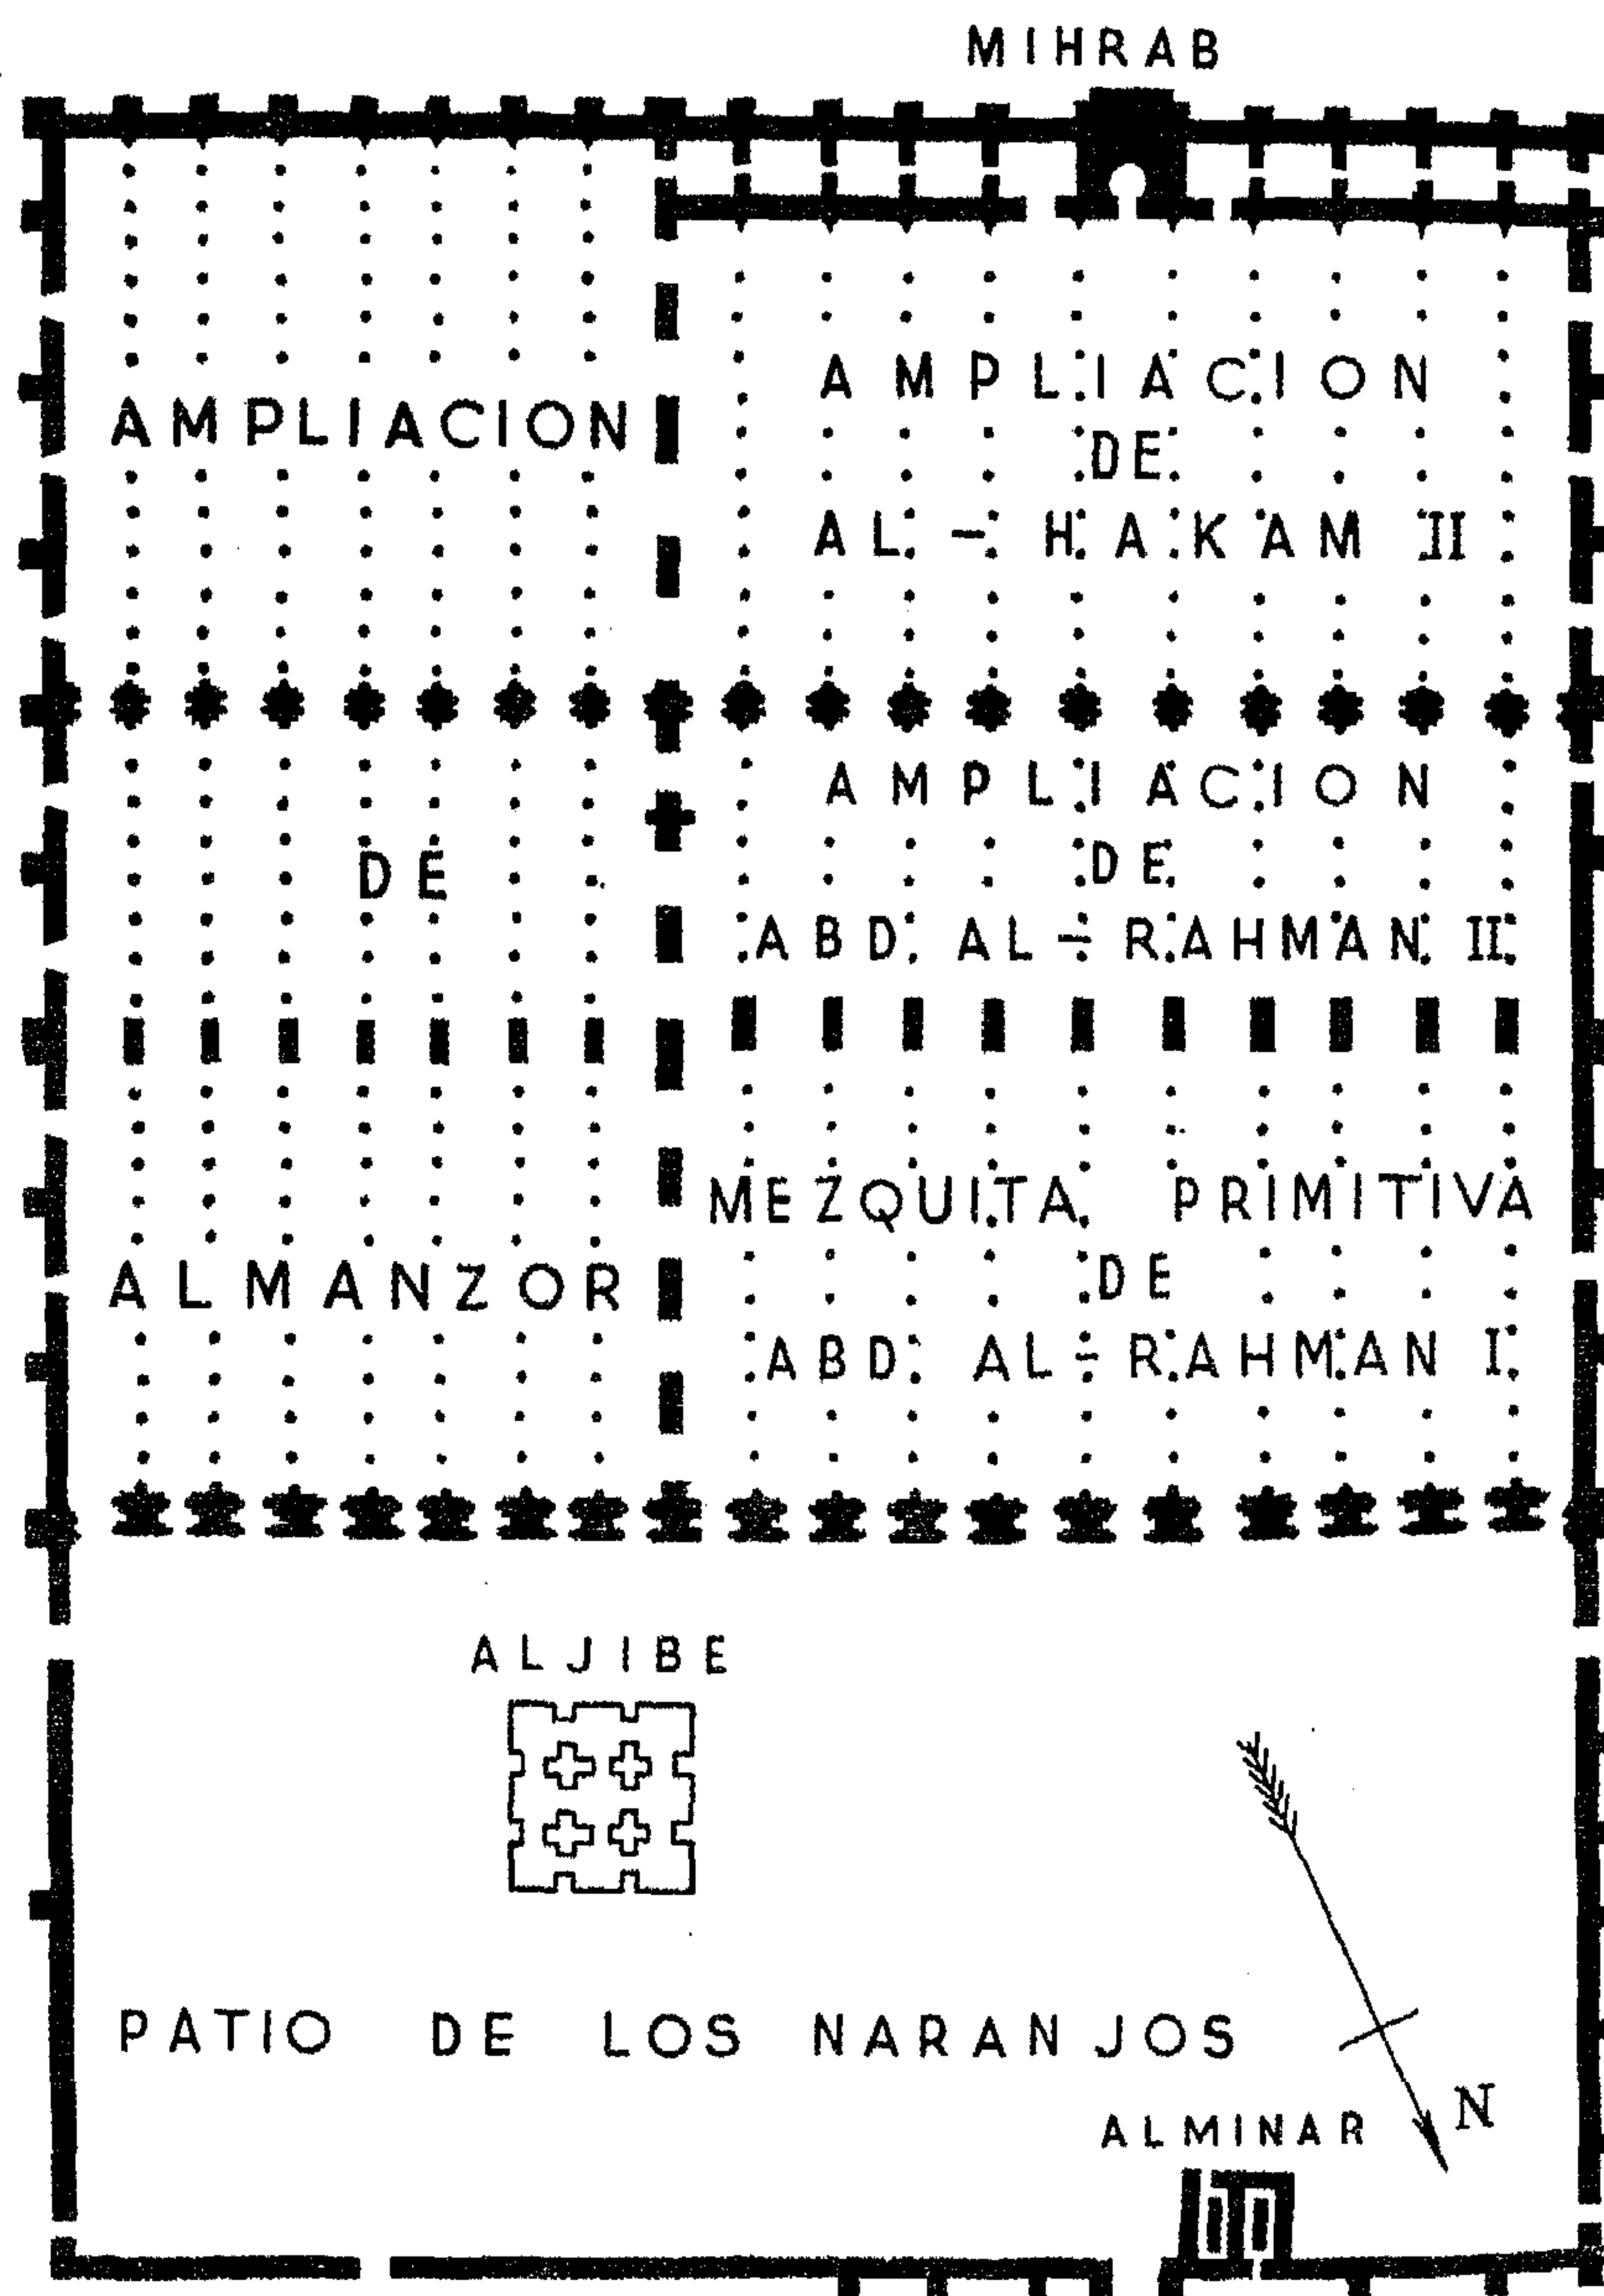 MIHRAB
AMPLIACION
DE
ALMANZOR
AMPLIACION
DE
AL-HAKAM II
AMPLIACION
DE
ABD AL-RAHMAN II
MEZQUITA PRIMITIVA
DE
ABD AL-RAHMAN I
ALJIBE
PATIO DE LOS NARANJOS
ALMINAR
N